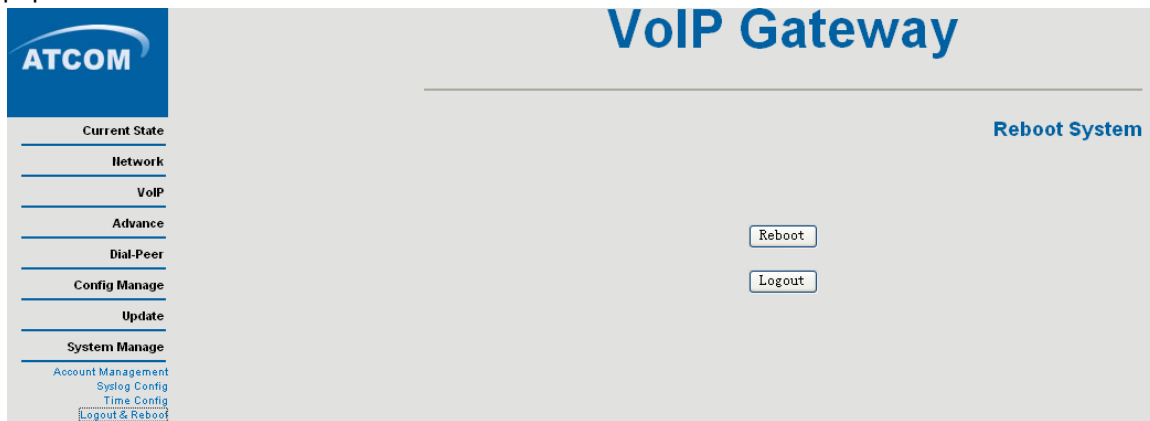 VoIP Gateway
ATCOM
Reboot System
Current State
Network
VoIP
Advance
Dial-Peer
Config Manage
Update
System Manage
Account Management
Syslog Config
Time Config
Logout & Reboot
Reboot
Logout